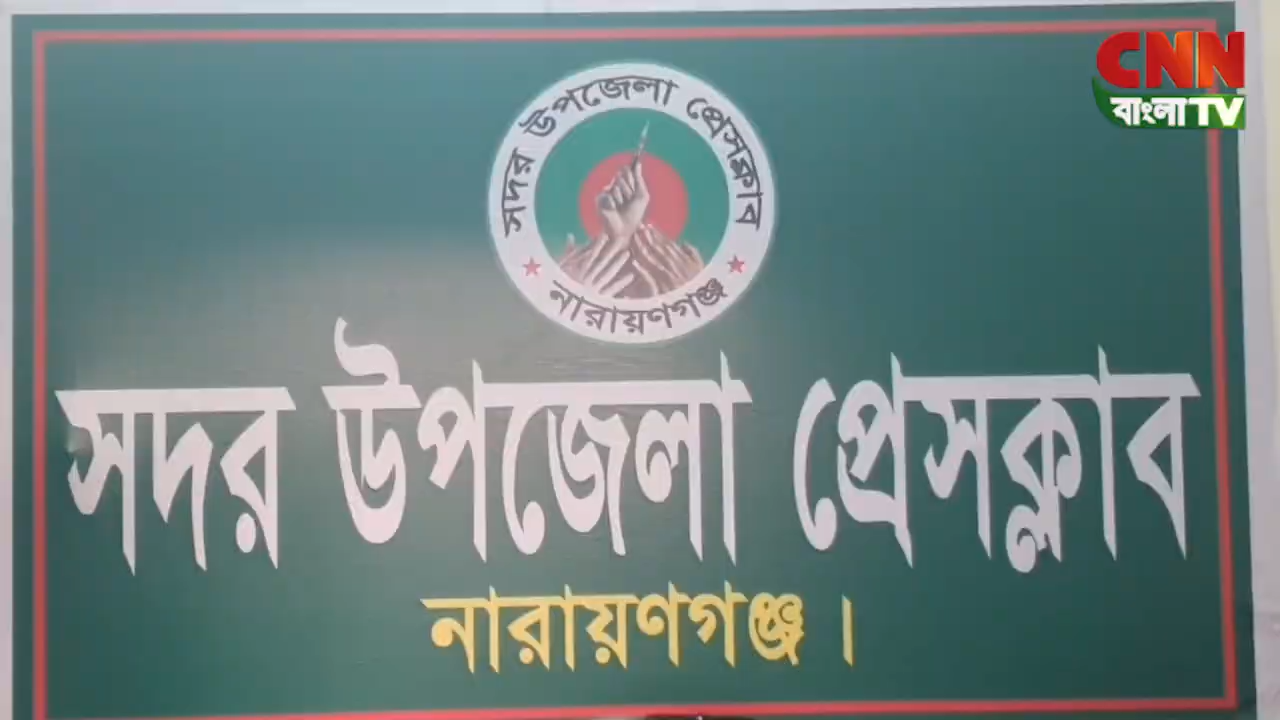 CNN
বাংলা TV
সদর উপজেলা প্রেসক্লাব
নারায়ণগঞ্জ
সদর উপজেলা প্রেসক্লাব
নারায়ণগঞ্জ ।